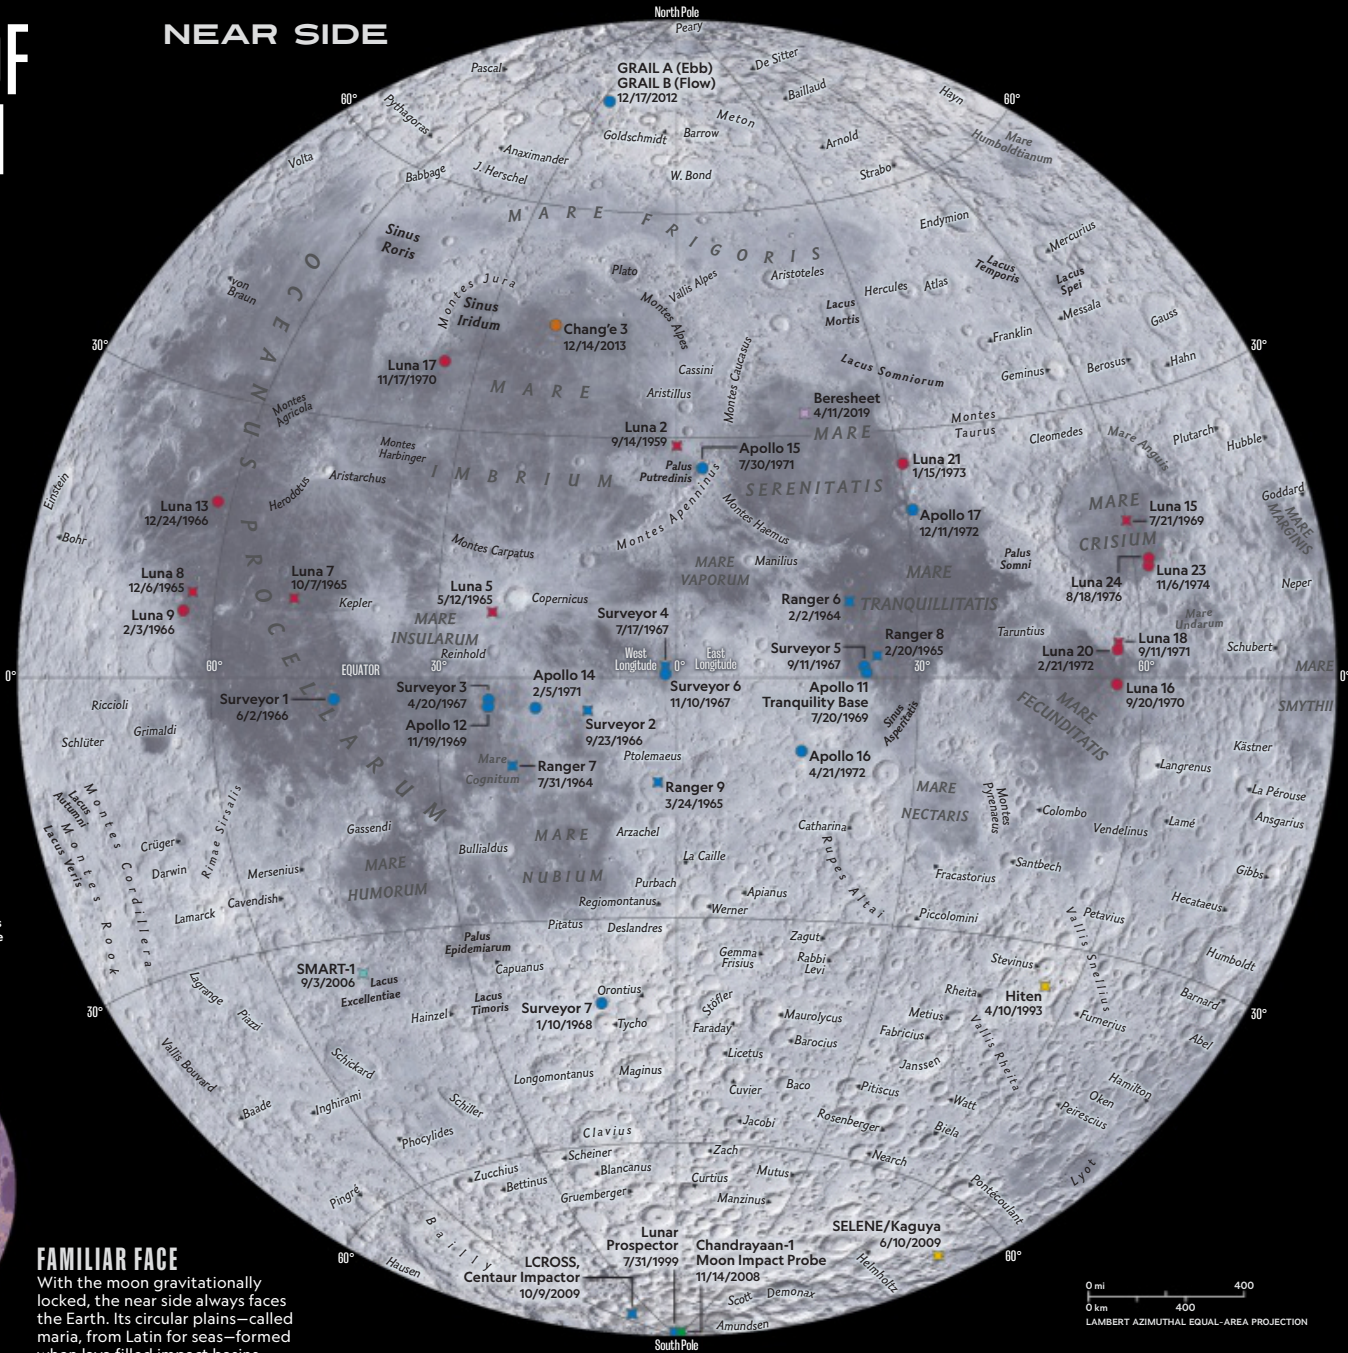 NEAR SIDE
North Pole
Peary
Pascal
GRAIL A (Ebb)
GRAIL B (Flow)
12/17/2012
De Sitter
Baillaud
60°
60°
Hayn
Pythagoras
Meton
Goldschmidt
Barrow
Arnold
Mare
Humboldtianum
Volta
Anaximander
Babbage
J. Herschel
W. Bond
Strabo
MARE FRIGORIS
Endymion
Sinus
Roris
Mercurius
OCEANUS PROCELLARUM
von
Braun
Montes Jura
Plato
Vallis Alpes
Aristoteles
Lacus
Temporis
Lacus
Spei
Hercules
Atlas
Sinus
Iridum
Montes Alpes
Lacus
Mortis
Messala
Gauss
Chang'e 3
12/14/2013
Franklin
30°
30°
Luna 17
11/17/1970
Cassini
Montes Caucasus
Lacus Somniorum
Geminus
Berosus
Hahn
MARE
IMBRIUM
Aristillus
Montes
Agricola
Beresheet
4/11/2019
Montes
Taurus
Luna 2
9/14/1959
MARE
SERENITATIS
Cleomedes
Mare Anguis
Plutarch
Hubble
Montes
Harbinger
Apollo 15
7/30/1971
Luna 21
1/15/1973
Palus
Putredinis
Aristarchus
Herodotus
Einstein
Luna 13
12/24/1966
Montes Apenninus
Montes Haemus
Apollo 17
12/11/1972
MARE
CRISIUM
Luna 15
7/21/1969
Goddard
MARE
MARGINIS
Bohr
Montes Carpatus
MARE
VAPORUM
Manilius
MARE
TRANQUILLITATIS
Palus
Somni
Luna 24
8/18/1976
Luna 23
11/6/1974
Luna 8
12/6/1965
Luna 7
10/7/1965
Luna 5
5/12/1965
Copernicus
Neper
Luna 9
2/3/1966
Kepler
MARE
INSULARUM
Surveyor 4
7/17/1967
Ranger 6
2/2/1964
Mare
Undarum
Taruntius
Reinhold
Ranger 8
2/20/1965
Luna 18
9/11/1971
Schubert
Surveyor 5
9/11/1967
Luna 20
2/21/1972
0°
60°
EQUATOR
30°
West
Longitude
0°
East
Longitude
30°
60°
MARE
SMYTHII
0°
Surveyor 1
6/2/1966
Surveyor 3
4/20/1967
Apollo 14
2/5/1971
Surveyor 6
11/10/1967
Apollo 11
Tranquility Base
7/20/1969
Luna 16
9/20/1970
Riccioli
Apollo 12
11/19/1969
Surveyor 2
9/23/1966
Sinus
Asperitatis
MARE
FECUNDITATIS
Schlüter
Grimaldi
Ptolemaeus
Apollo 16
4/21/1972
Kästner
Mare
Cognitum
Ranger 7
7/31/1964
Langrenus
Ranger 9
3/24/1965
MARE
NECTARIS
Montes
Pyrenaeus
La Pérouse
Lacus
Autumni
Montes Cordillera
Rimae Sirsalis
Colombo
Vendelinus
Lamé
Ansgarius
Lacus Veris
Montes Rook
Crüger
Gassendi
Bullialdus
MARE
NUBIUM
Arzachel
Catharina
Rupes Altai
Darwin
Mersenius
MARE
HUMORUM
La Caille
Santbech
Gibbs
Purbach
Fracastorius
Lamarck
Cavendish
Regiomontanus
Apianus
Hecataeus
Werner
Piccolomini
Petavius
Pitatus
Deslandres
Vallis Snellius
Palus
Epidemiarum
Zagut
Gemma
Frisius
Rabbi
Levi
Humboldt
SMART-1
9/3/2006
Lacus
Excellentiae
Capuanus
Stevinus
Lagrange
Orontius
Rheita
Hiten
4/10/1993
Barnard
Lacus
Timoris
Stöfler
Surveyor 7
1/10/1968
30°
30°
Piazzi
Hainzel
Tycho
Faraday
Maurolycus
Metius
Furnerius
Fabricius
Abel
Barocius
Vallis Bouvard
Schickard
Licetus
Vallis Rheita
Janssen
Longomontanus
Maginus
Hamilton
Cuvier
Baco
Pitiscus
Oken
Baade
Inghirami
Schiller
Watt
Peirescius
Jacobi
Rosenberger
Phocylides
Clavius
Biela
Zach
Scheiner
Nearch
Blancanus
Zucchius
Bettinus
Curtius
Mutus
Lyot
Pingré
Gruemberger
Manzinus
Pontécoulant
Bailly
Lunar
Prospector
7/31/1999
SELENE/Kaguya
6/10/2009
Chandrayaan-1
Moon Impact Probe
11/14/2008
60°
60°
Hausen
LCROSS,
Centaur Impactor
10/9/2009
Helmholtz
Scott
Demonax
Amundsen
South Pole
FAMILIAR FACE
With the moon gravitationally
locked, the near side always faces
the Earth. Its circular plains—called
maria, from Latin for seas—formed
when lava filled impact basins
0 mi 400
0 km 400
LAMBERT AZIMUTHAL EQUAL-AREA PROJECTION